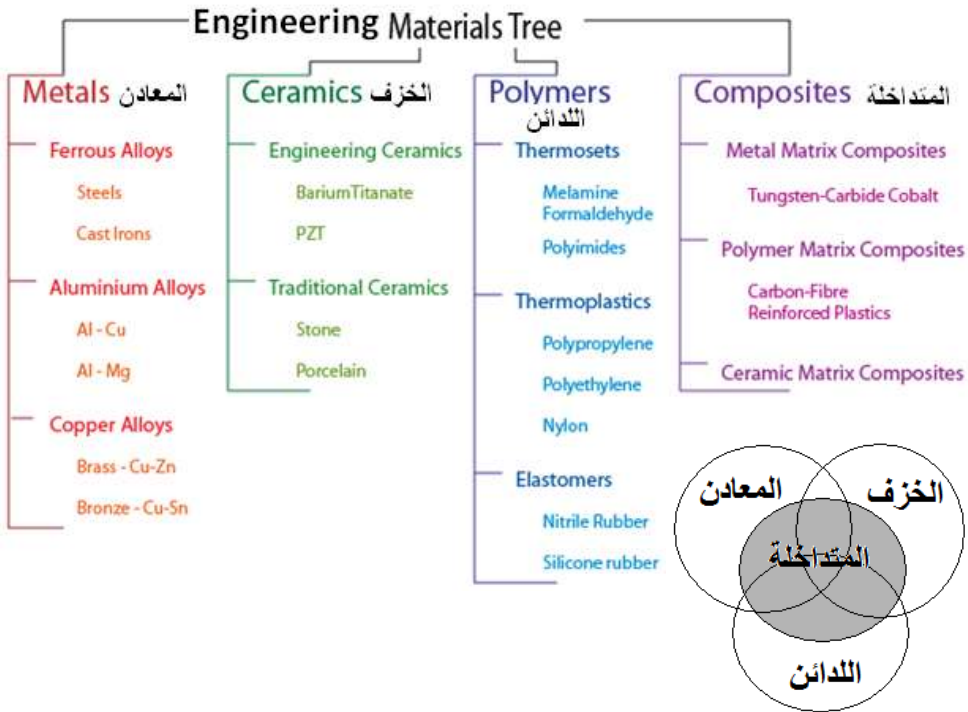 Engineering Materials Tree
Metals المعادن
Ferrous Alloys
Steels
Cast Irons
Aluminium Alloys
Al - Cu
Al - Mg
Copper Alloys
Brass - Cu-Zn
Bronze - Cu-Sn
Ceramics الخزف
Engineering Ceramics
BariumTitanate
PZT
Traditional Ceramics
Stone
Porcelain
Polymers
اللدائن
Thermosets
Melamine
Formaldehyde
Polyimides
Thermoplastics
Polypropylene
Polyethylene
Nylon
Elastomers
Nitrile Rubber
Silicone rubber
Composites المتداخلة
Metal Matrix Composites
Tungsten-Carbide Cobalt
Polymer Matrix Composites
Carbon-Fibre
Reinforced Plastics
Ceramic Matrix Composites
المعادن
الخزف
المتداخلة
اللدائن